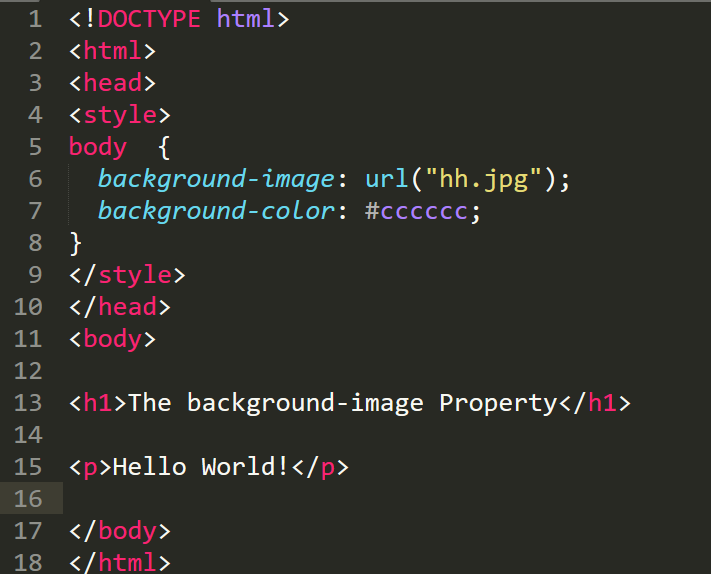 1 <!DOCTYPE html>
2 <html>
3 <head>
4 <style>
5 body  {
6   background-image: url("hh.jpg");
7   background-color: #cccccc;
8 }
9 </style>
10 </head>
11 <body>
12
13 <h1>The background-image Property</h1>
14
15 <p>Hello World!</p>
16
17 </body>
18 </html>